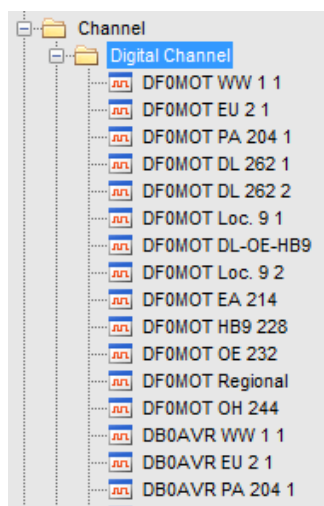 Channel
Digital Channel
DF0MOT WW 1 1
DF0MOT EU 2 1
DF0MOT PA 204 1
DF0MOT DL 262 1
DF0MOT DL 262 2
DF0MOT Loc. 9 1
DF0MOT DL-OE-HB9
DF0MOT Loc. 9 2
DF0MOT EA 214
DF0MOT HB9 228
DF0MOT OE 232
DF0MOT Regional
DF0MOT OH 244
DB0AVR WW 1 1
DB0AVR EU 2 1
DB0AVR PA 204 1